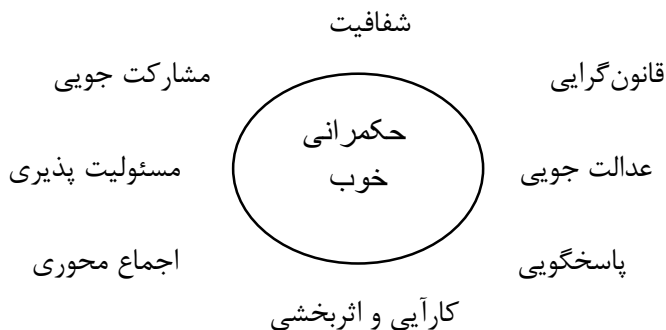 شفافیت
قانون‌گرایی
مشارکت جویی
حکمرانی
خوب
عدالت جویی
مسئولیت پذیری
پاسخگویی
اجماع محوری
کارآیی و اثربخشی